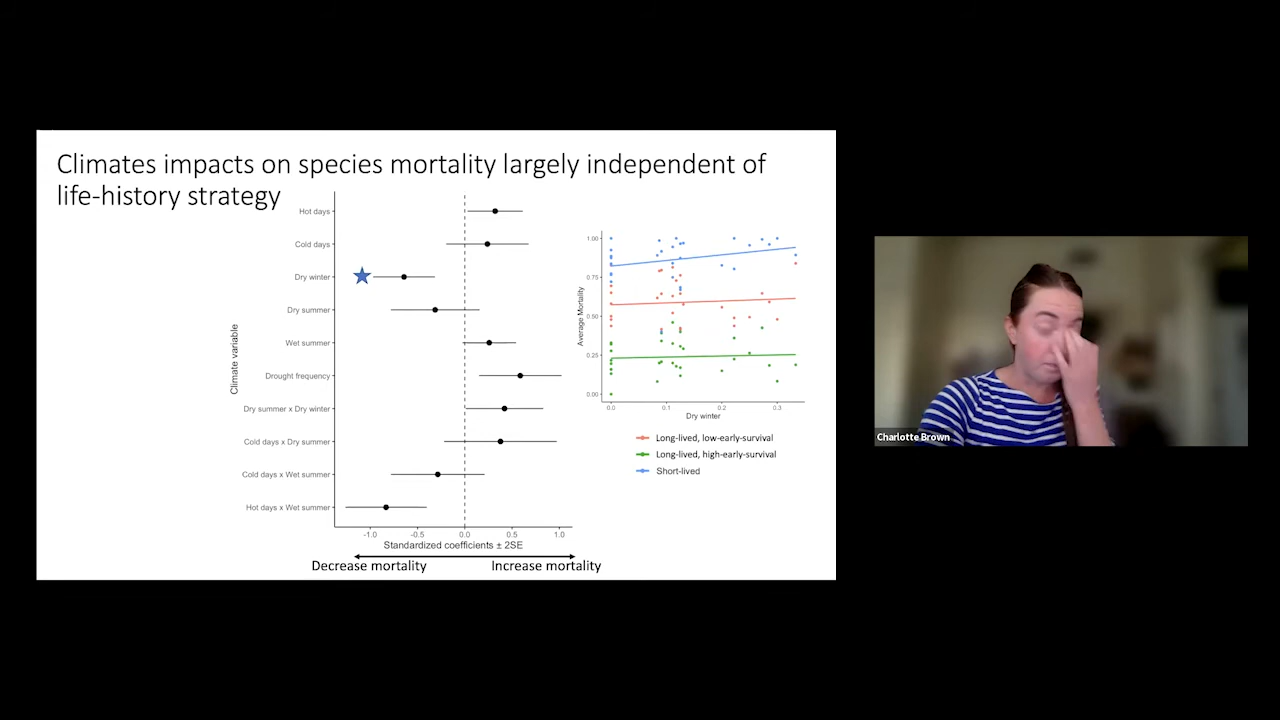 Climates impacts on species mortality largely independent of
life-history strategy
Climate variable
Hot days
Cold days
Dry winter
Dry summer
Wet summer
Drought frequency
Dry summer x Dry winter
Cold days x Dry summer
Cold days x Wet summer
Hot days x Wet summer
-1.0 -0.5 0.0 0.5 1.0
Standardized coefficients ± 2SE
Decrease mortality Increase mortality
Average Mortality
1.00
0.75
0.50
0.25
0.00
0.0 0.1 0.2 0.3
Dry winter
Long-lived, low-early-survival
Long-lived, high-early-survival
Short-lived
Charlotte Brown